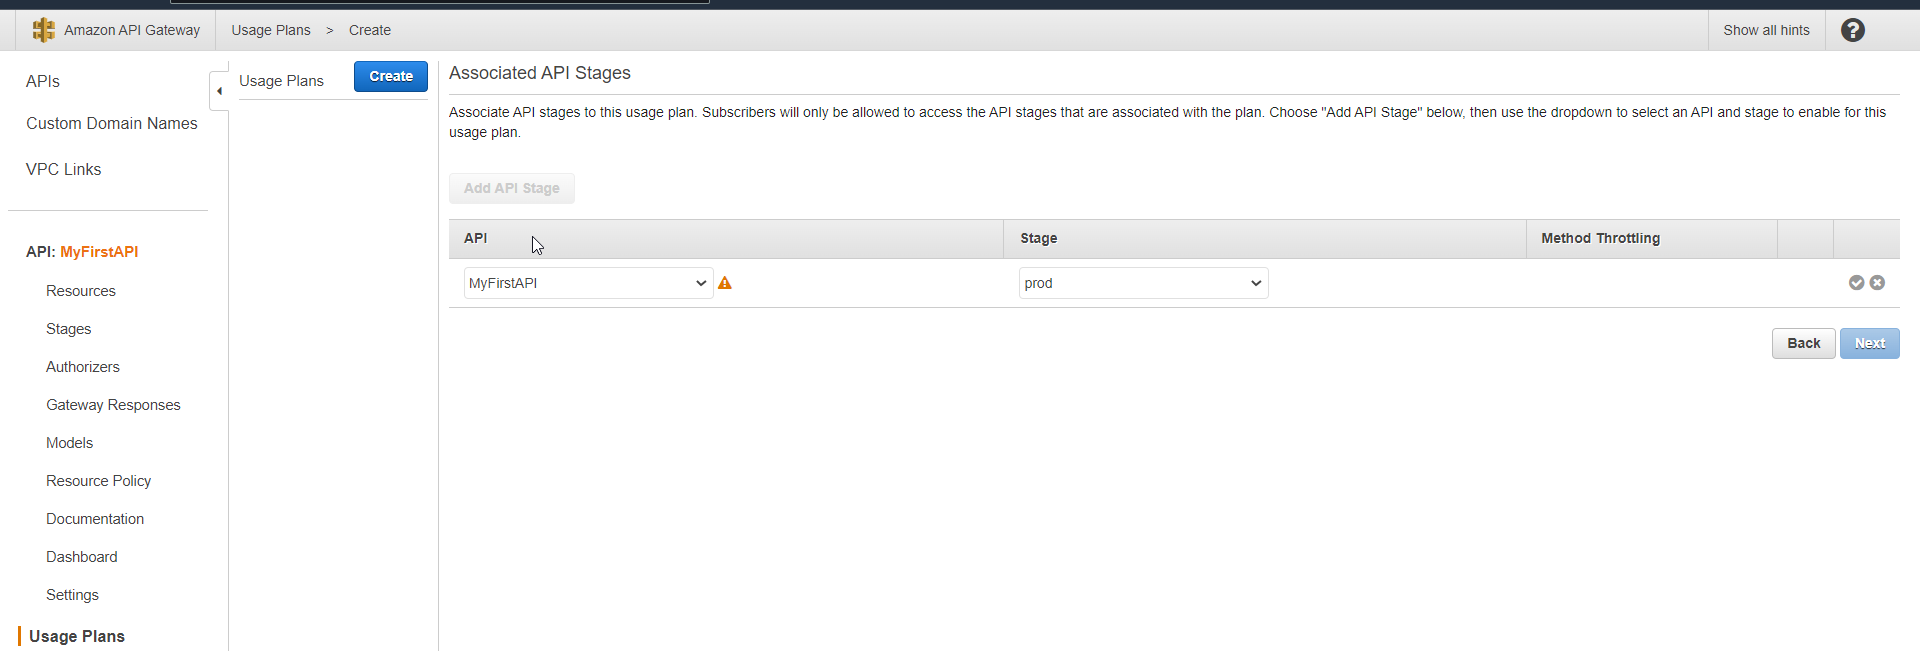 Amazon API Gateway
Usage Plans > Create
Show all hints
?
APIs
Custom Domain Names
VPC Links
API: MyFirstAPI
Resources
Stages
Authorizers
Gateway Responses
Models
Resource Policy
Documentation
Dashboard
Settings
Usage Plans
Usage Plans
Create
Associated API Stages
Associate API stages to this usage plan. Subscribers will only be allowed to access the API stages that are associated with the plan. Choose "Add API Stage" below, then use the dropdown to select an API and stage to enable for this
usage plan.
Add API Stage
API Stage Method Throttling
MyFirstAPI prod
Back Next